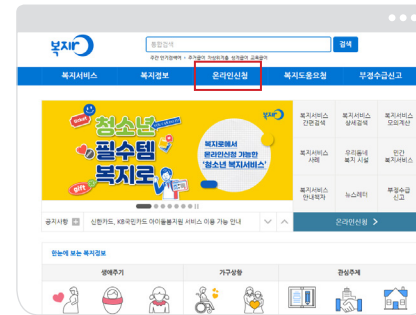 복지로
통합검색
검색
복지서비스 복지정보 온라인신청 복지도움요청 부정수급신고
ticket
청소년
필수템
복지로
gift
복지로
복지로에서
온라인신청 가능한
'청소년 복지서비스'
복지서비스
간편검색
복지서비스
상세검색
복지서비스
모의계산
복지서비스
사례
우리동네
복지 시설
민간
복지서비스
복지서비스
안내책자
뉴스레터
부정수급
신고
공지사항 신한카드, KB국민카드 아이돌봄지원 서비스 이용 가능 안내
온라인신청 >
한눈에 보는 복지정보
생애주기 가구상황 관심주제